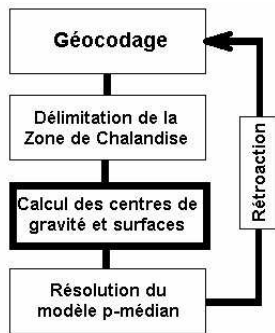 Géocodage
Délimitation de la
Zone de Chalandise
Calcul des centres de
gravité et surfaces
Résolution du
modèle p-médian
Rétroaction